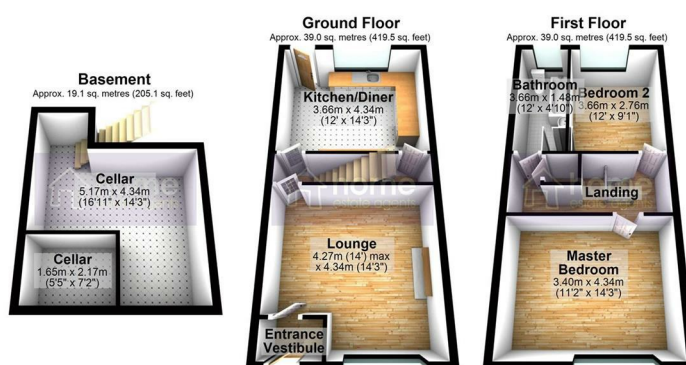 Basement
Approx. 19.1 sq. metres (205.1 sq. feet)
Cellar
5.17m x 4.34m
(16'11" x 14'3")
Cellar
1.65m x 2.17m
(5'5" x 7'2")
Ground Floor
Approx. 39.0 sq. metres (419.5 sq. feet)
Kitchen/Diner
3.66m x 4.34m
(12' x 14'3")
home
estate agents
Lounge
4.27m (14') max
x 4.34m (14'3")
Entrance
Vestibule
First Floor
Approx. 39.0 sq. metres (419.5 sq. feet)
Bathroom
3.66m x 1.48m
(12' x 4'10")
Bedroom 2
3.66m x 2.76m
(12' x 9'1")
Landing
Master
Bedroom
3.40m x 4.34m
(11'2" x 14'3")